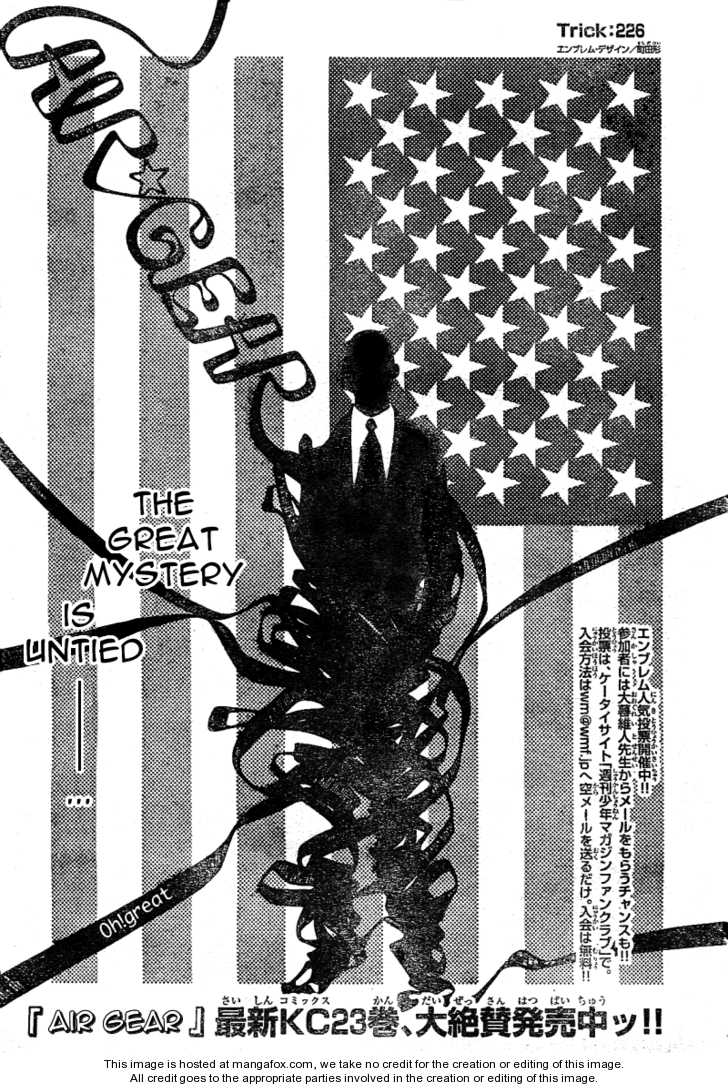 Trick:226
エンブレム・デザイン/町田彩
AIR☆GEAR
THE
GREAT
MYSTERY
IS
UNTIED
...
エンブレム人気投票開催中!!
参加者には大暮維人先生からメールをもらうチャンスも!!
投票は、ケータイサイト「週刊少年マガジンファンクラブ」で。
入会方法はwm@wmf.jpへ空メールを送るだけ。入会は無料!!
Oh!great
『AIR GEAR』最新KC23巻、大絶賛発売中ッ!!
This image is hosted at mangafox.com, we take no credit for the creation or editing of this image.
All credit goes to the appropriate parties involved in the creation or editing of this image.